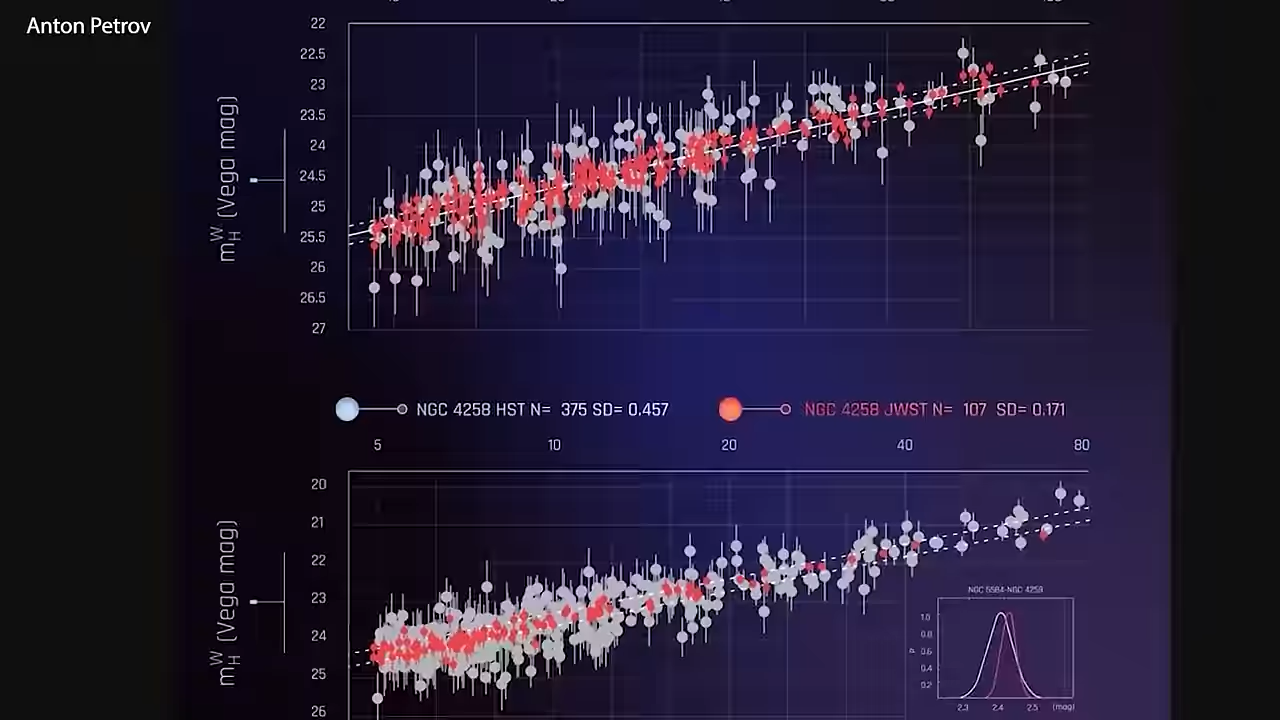 Anton Petrov
22
22.5
23
23.5
24
24.5
25
25.5
26
26.5
27
m W H (Vega mag)
NGC 4258 HST N= 375 SD= 0.457
NGC 4258 JWST N= 107 SD= 0.171
5 10 20 40 80
20
21
22
23
24
25
26
m W H (Vega mag)
NGC 5584-NGC 4258
1.0
0.8
0.6
0.4
0.2
P
2.3 2.4 2.5 (mag)